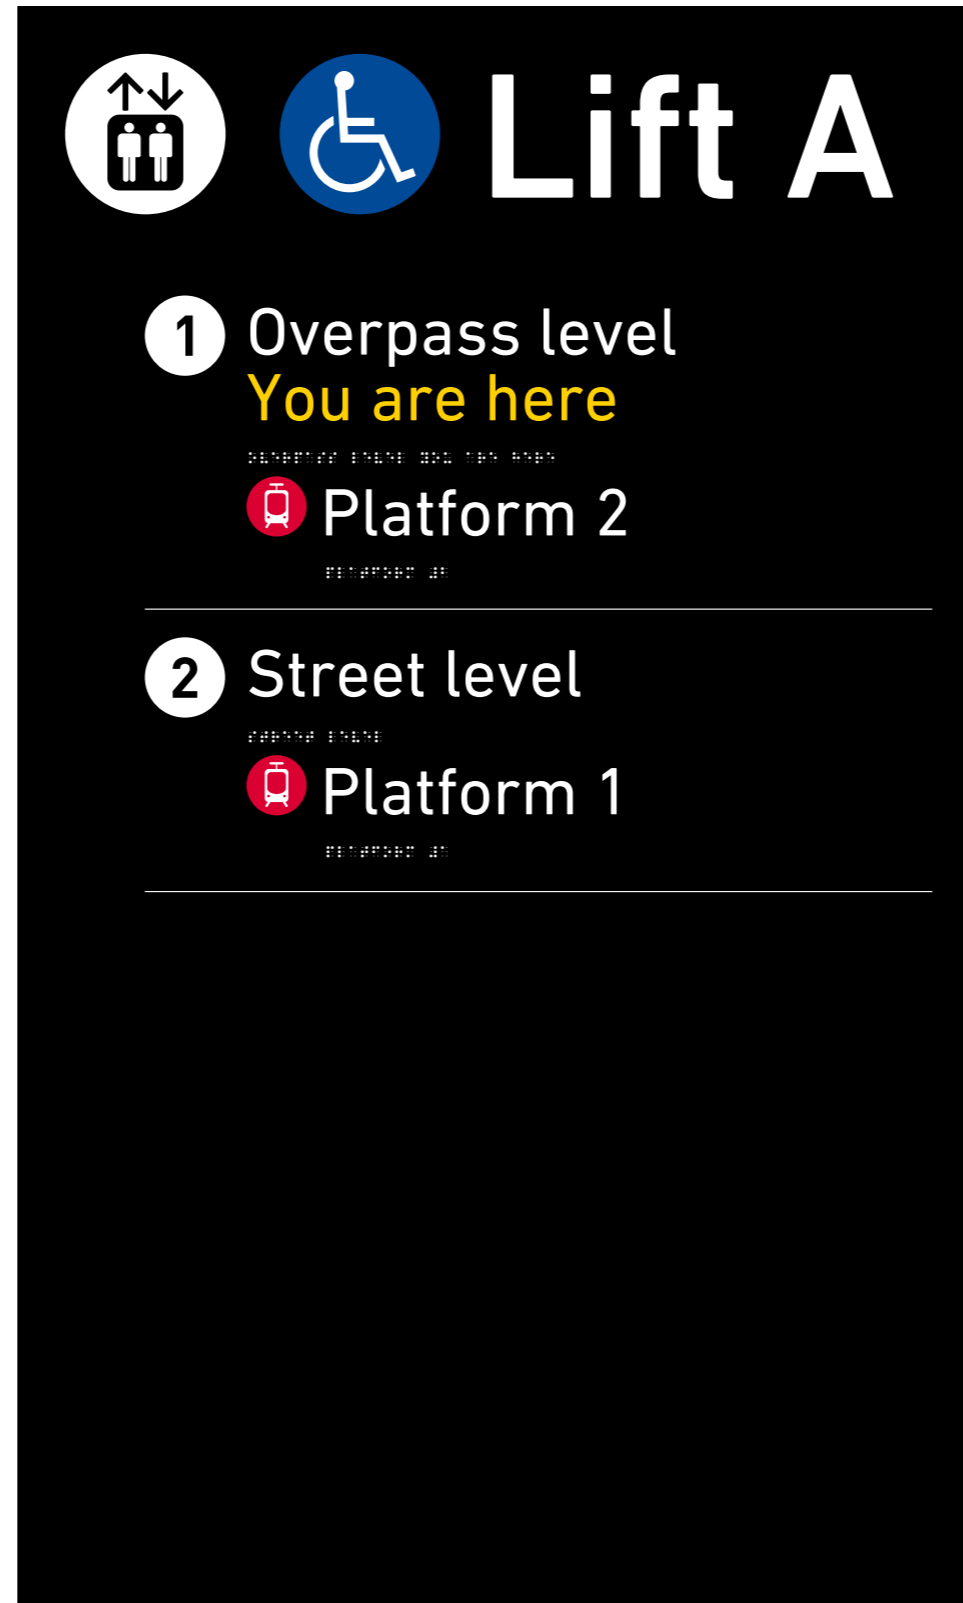 Lift A
1 Overpass level
You are here
⠕⠧⠑⠗⠏⠁⠎⠎ ⠇⠑⠧⠑⠇ ⠽⠕⠥ ⠁⠗⠑ ⠓⠑⠗⠑
Platform 2
⠏⠇⠁⠞⠋⠕⠗⠍ ⠼⠃
2 Street level
⠎⠞⠗⠑⠑⠞ ⠇⠑⠧⠑⠇
Platform 1
⠏⠇⠁⠞⠋⠕⠗⠍ ⠼⠁